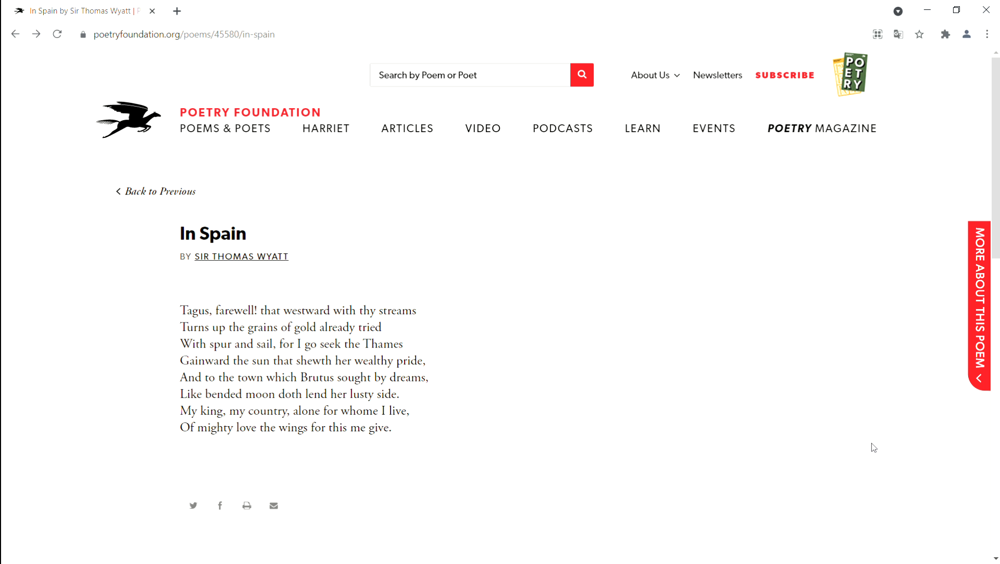 In Spain by Sir Thomas Wyatt | P
poetryfoundation.org/poems/45580/in-spain
Search by Poem or Poet
About Us
Newsletters
SUBSCRIBE
PO
ET
RY
POETRY FOUNDATION
POEMS & POETS
HARRIET
ARTICLES
VIDEO
PODCASTS
LEARN
EVENTS
POETRY MAGAZINE
Back to Previous
In Spain
BY SIR THOMAS WYATT
Tagus, farewell! that westward with thy streams
Turns up the grains of gold already tried
With spur and sail, for I go seek the Thames
Gainward the sun that shewth her wealthy pride,
And to the town which Brutus sought by dreams,
Like bended moon doth lend her lusty side.
My king, my country, alone for whome I live,
Of mighty love the wings for this me give.
MORE ABOUT THIS POEM